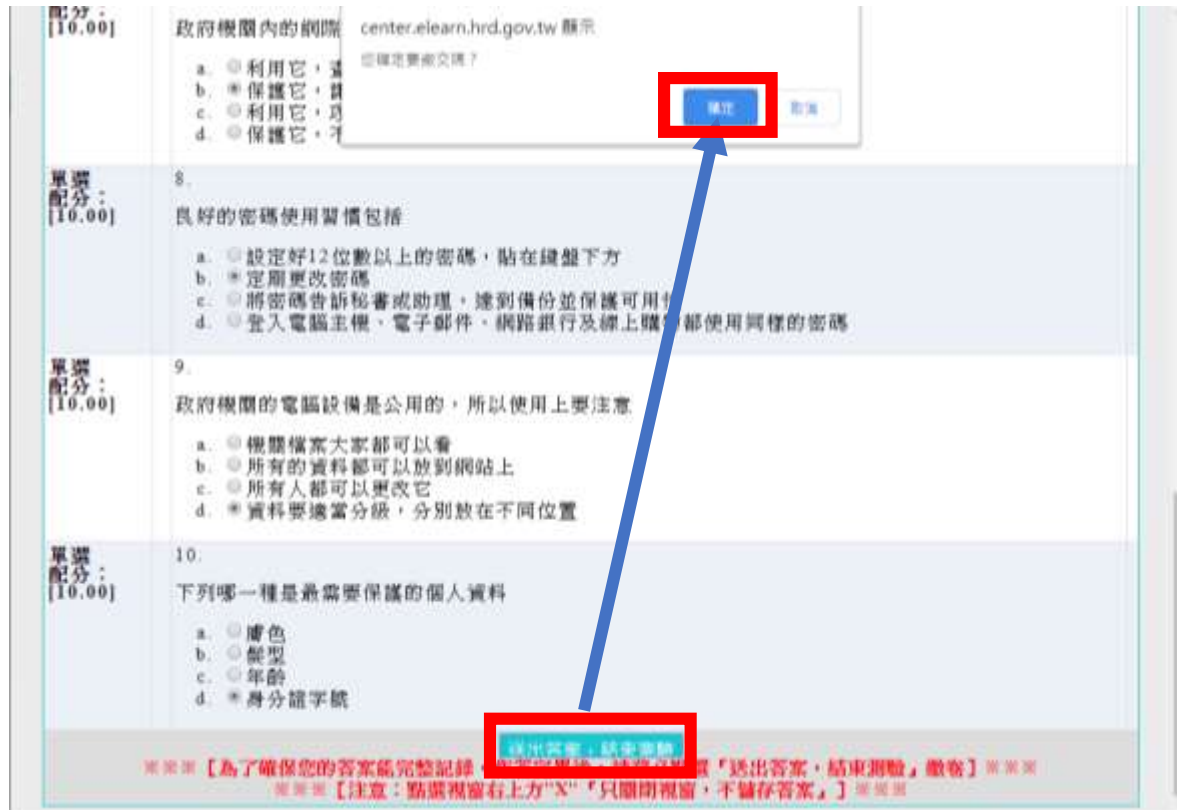 配分：
[10.00]
政府機關內的網際
a. 利用它，
b. 保護它，
c. 利用它，
d. 保護它，不
center.elearn.hrd.gov.tw 顯示
您確定要繳交嗎？
確定
取消
單選
配分：
[10.00]
8.
良好的密碼使用習慣包括
a. 設定好12位數以上的密碼，貼在鍵盤下方
b. 定期更改密碼
c. 將密碼告訴秘書或助理，達到備份並保護可用性
d. 登入電腦主機、電子郵件、網路銀行及線上購物都使用同樣的密碼
單選
配分：
[10.00]
9.
政府機關的電腦設備是公用的，所以使用上要注意
a. 機關檔案大家都可以看
b. 所有的資料都可以放到網站上
c. 所有人都可以更改它
d. 資料要適當分級，分別放在不同位置
單選
配分：
[10.00]
10.
下列哪一種是最需要保護的個人資料
a. 膚色
b. 髮型
c. 年齡
d. 身分證字號
送出答案，結束測驗
※※※【為了確保您的答案能完整記錄，選『送出答案，結束測驗』繳卷】※※※
※※※【注意：點選視窗右上方"X"『只關閉視窗，不儲存答案』】※※※